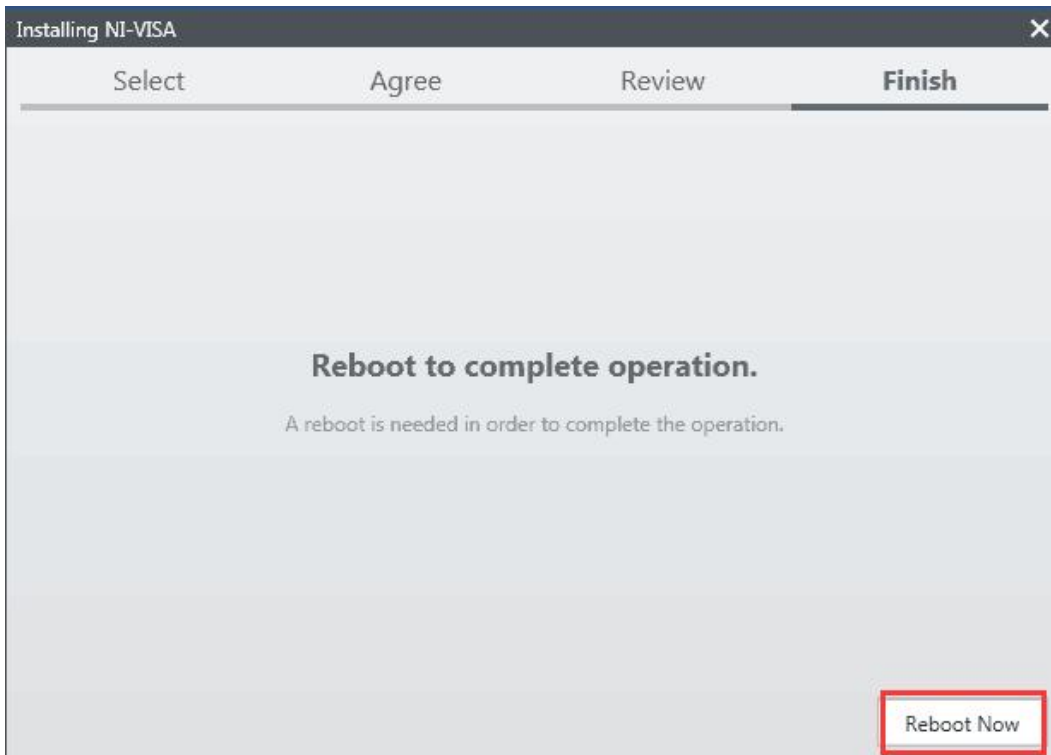 Installing NI-VISA
Select Agree Review Finish
Reboot to complete operation.
A reboot is needed in order to complete the operation.
Reboot Now